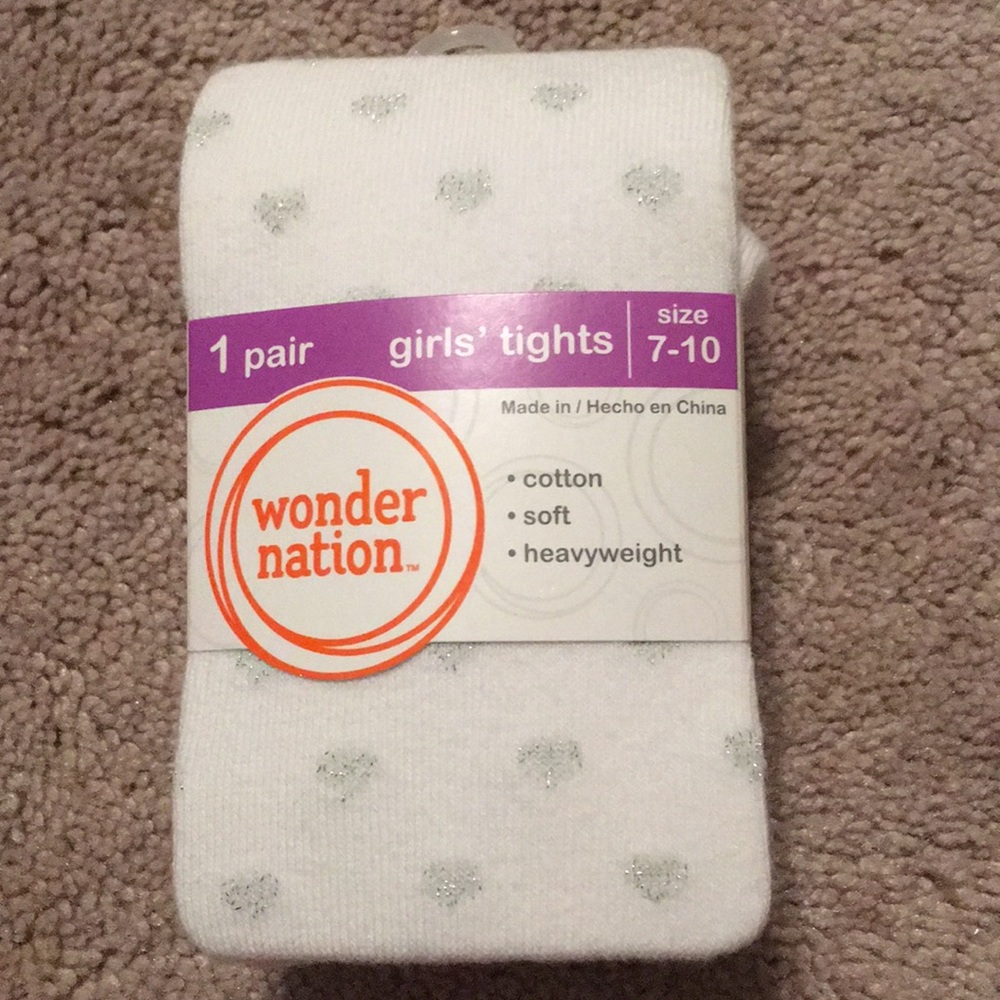 1 pair
girls' tights
size
7-10
Made in / Hecho en China
wonder
nation™
• cotton
• soft
• heavyweight